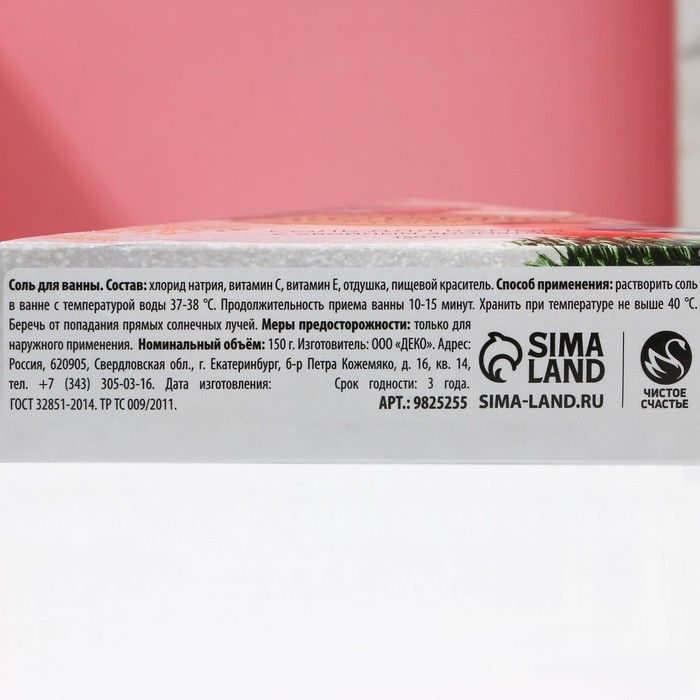 Соль для ванны. Состав: хлорид натрия, витамин С, витамин Е, отдушка, пищевой краситель. Способ применения: растворить соль
в ванне с температурой воды 37-38 °С. Продолжительность приема ванны 10-15 минут. Хранить при температуре не выше 40 °С.
Беречь от попадания прямых солнечных лучей. Меры предосторожности: только для
наружного применения. Номинальный объём: 150 г. Изготовитель: ООО «ДЕКО». Адрес:
Россия, 620905, Свердловская обл., г. Екатеринбург, б-р Петра Кожемяко, д. 16, кв. 14,
тел. +7 (343) 305-03-16. Дата изготовления: Срок годности: 3 года.
ГОСТ 32851-2014. ТР ТС 009/2011. АРТ.: 9825255
SIMA
LAND
SIMA-LAND.RU
ЧИСТОЕ
СЧАСТЬЕ